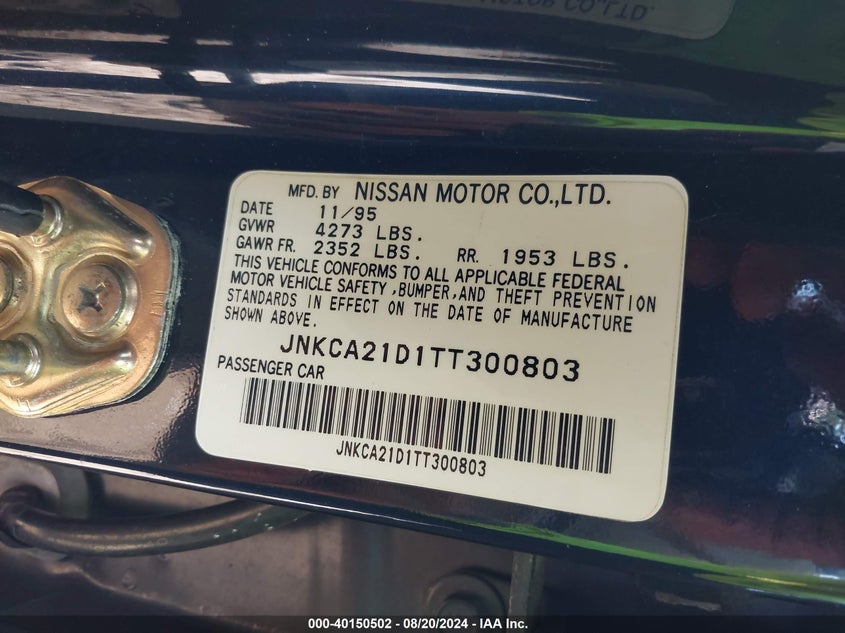 MFD. BY NISSAN MOTOR CO.,LTD.
DATE 11/95
GVWR 4273 LBS.
GAWR FR. 2352 LBS. RR. 1953 LBS.
THIS VEHICLE CONFORMS TO ALL APPLICABLE FEDERAL
MOTOR VEHICLE SAFETY ,BUMPER,AND THEFT PREVENTION
STANDARDS IN EFFECT ON THE DATE OF MANUFACTURE
SHOWN ABOVE.
JNKCA21D1TT300803
PASSENGER CAR
JNKCA21D1TT300803
000-40150502 - 08/20/2024 - IAA Inc.